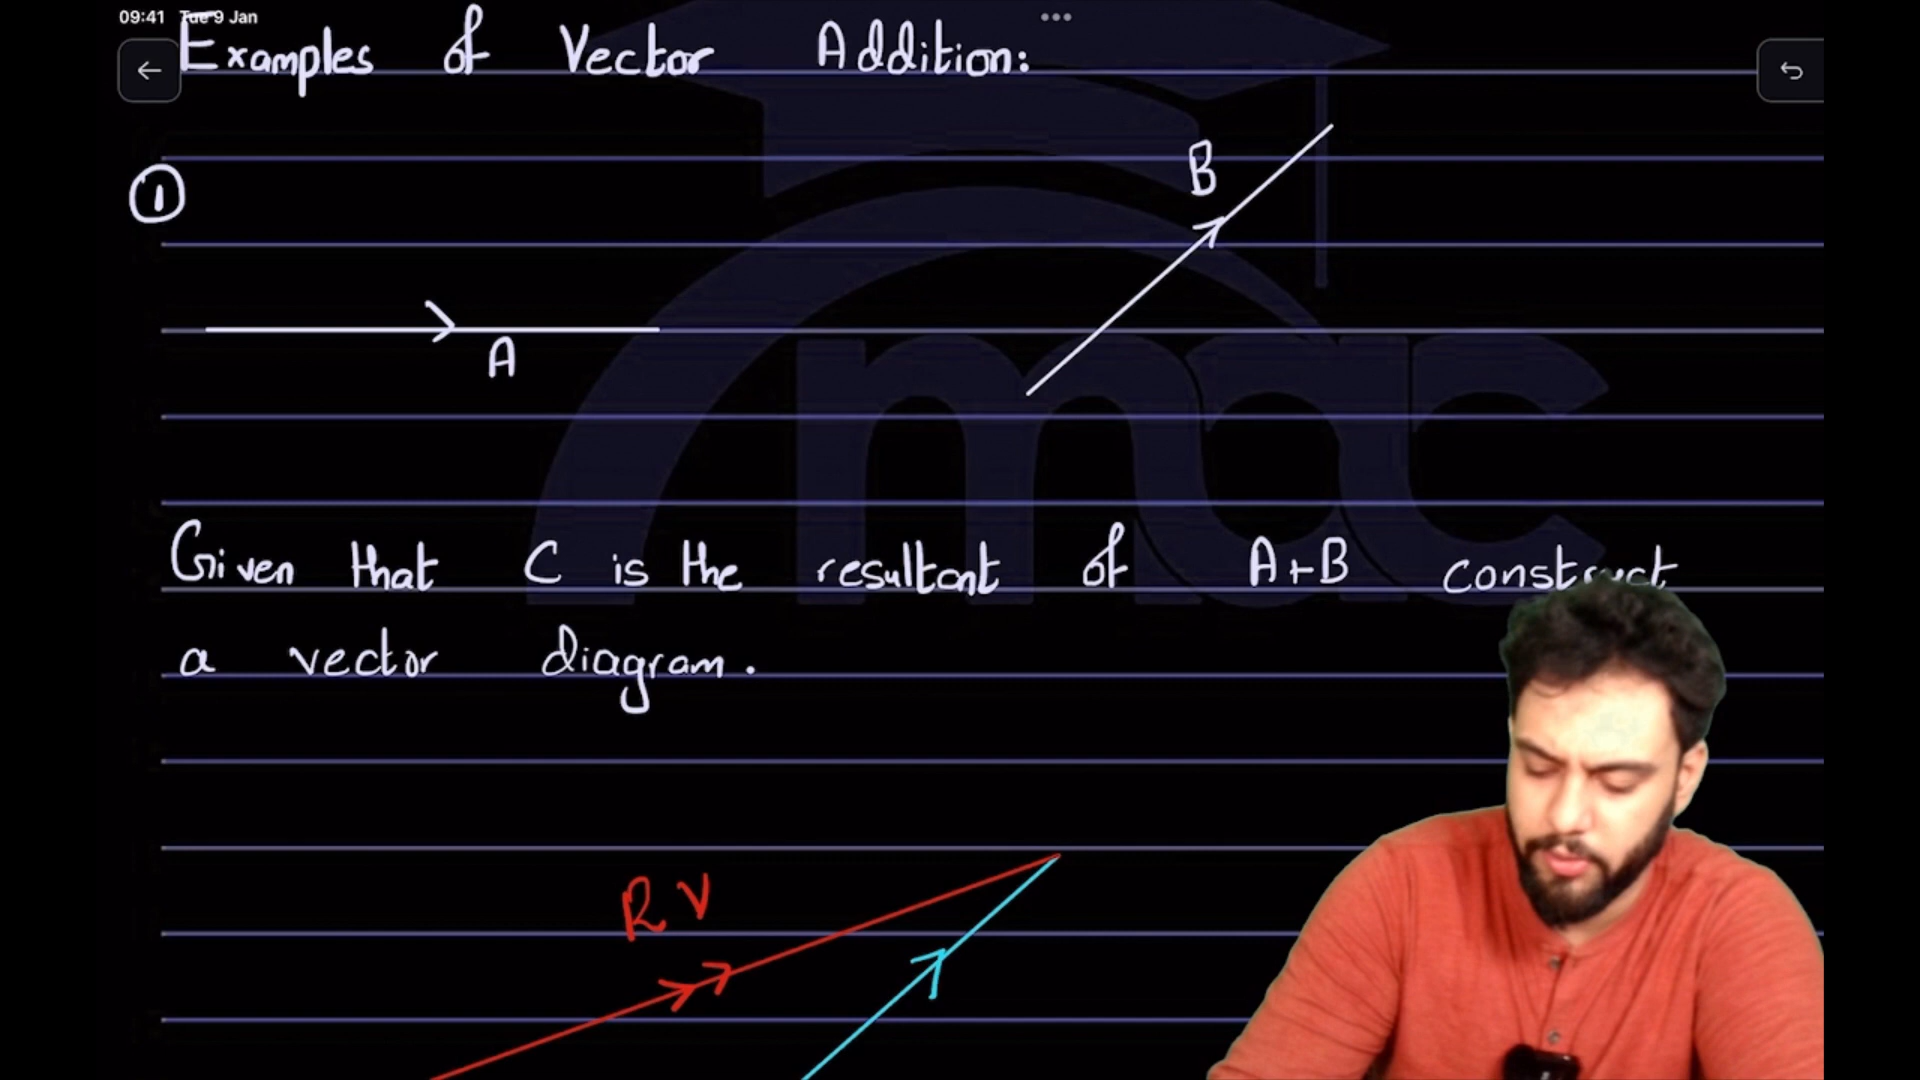 09:41 Tue 9 Jan
Examples of Vector Addition:
1
B
A
mac
Given that C is the resultant of A+B construct
a vector diagram.
R V